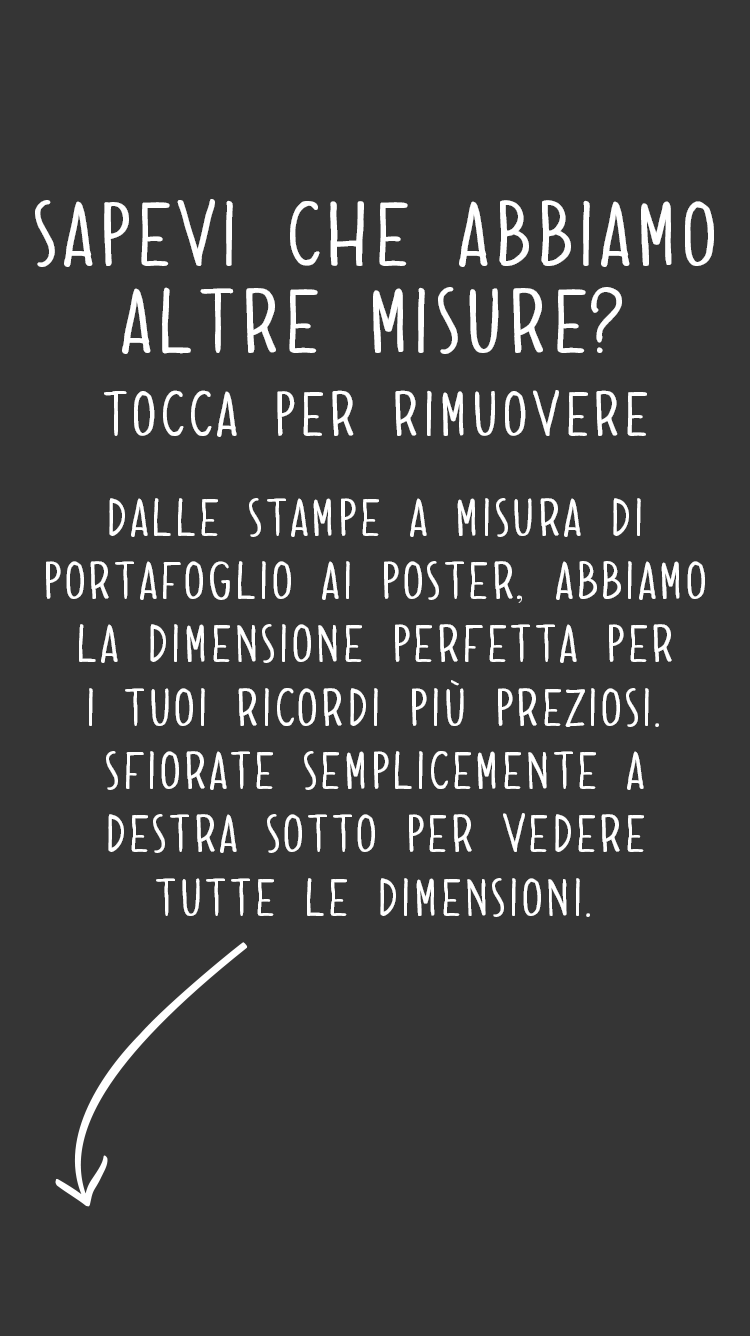 SAPEVI CHE ABBIAMO
ALTRE MISURE?
TOCCA PER RIMUOVERE
DALLE STAMPE A MISURA DI
PORTAFOGLIO AI POSTER, ABBIAMO
LA DIMENSIONE PERFETTA PER
I TUOI RICORDI PIÙ PREZIOSI.
SFIORATE SEMPLICEMENTE A
DESTRA SOTTO PER VEDERE
TUTTE LE DIMENSIONI.